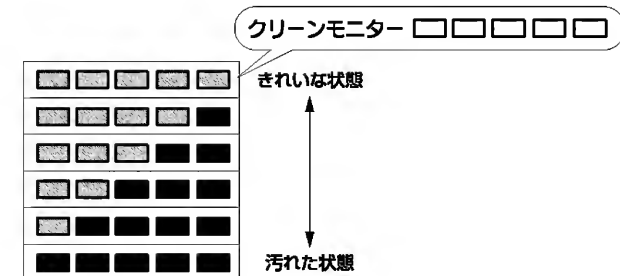 クリーンモニター
きれいな状態
汚れた状態